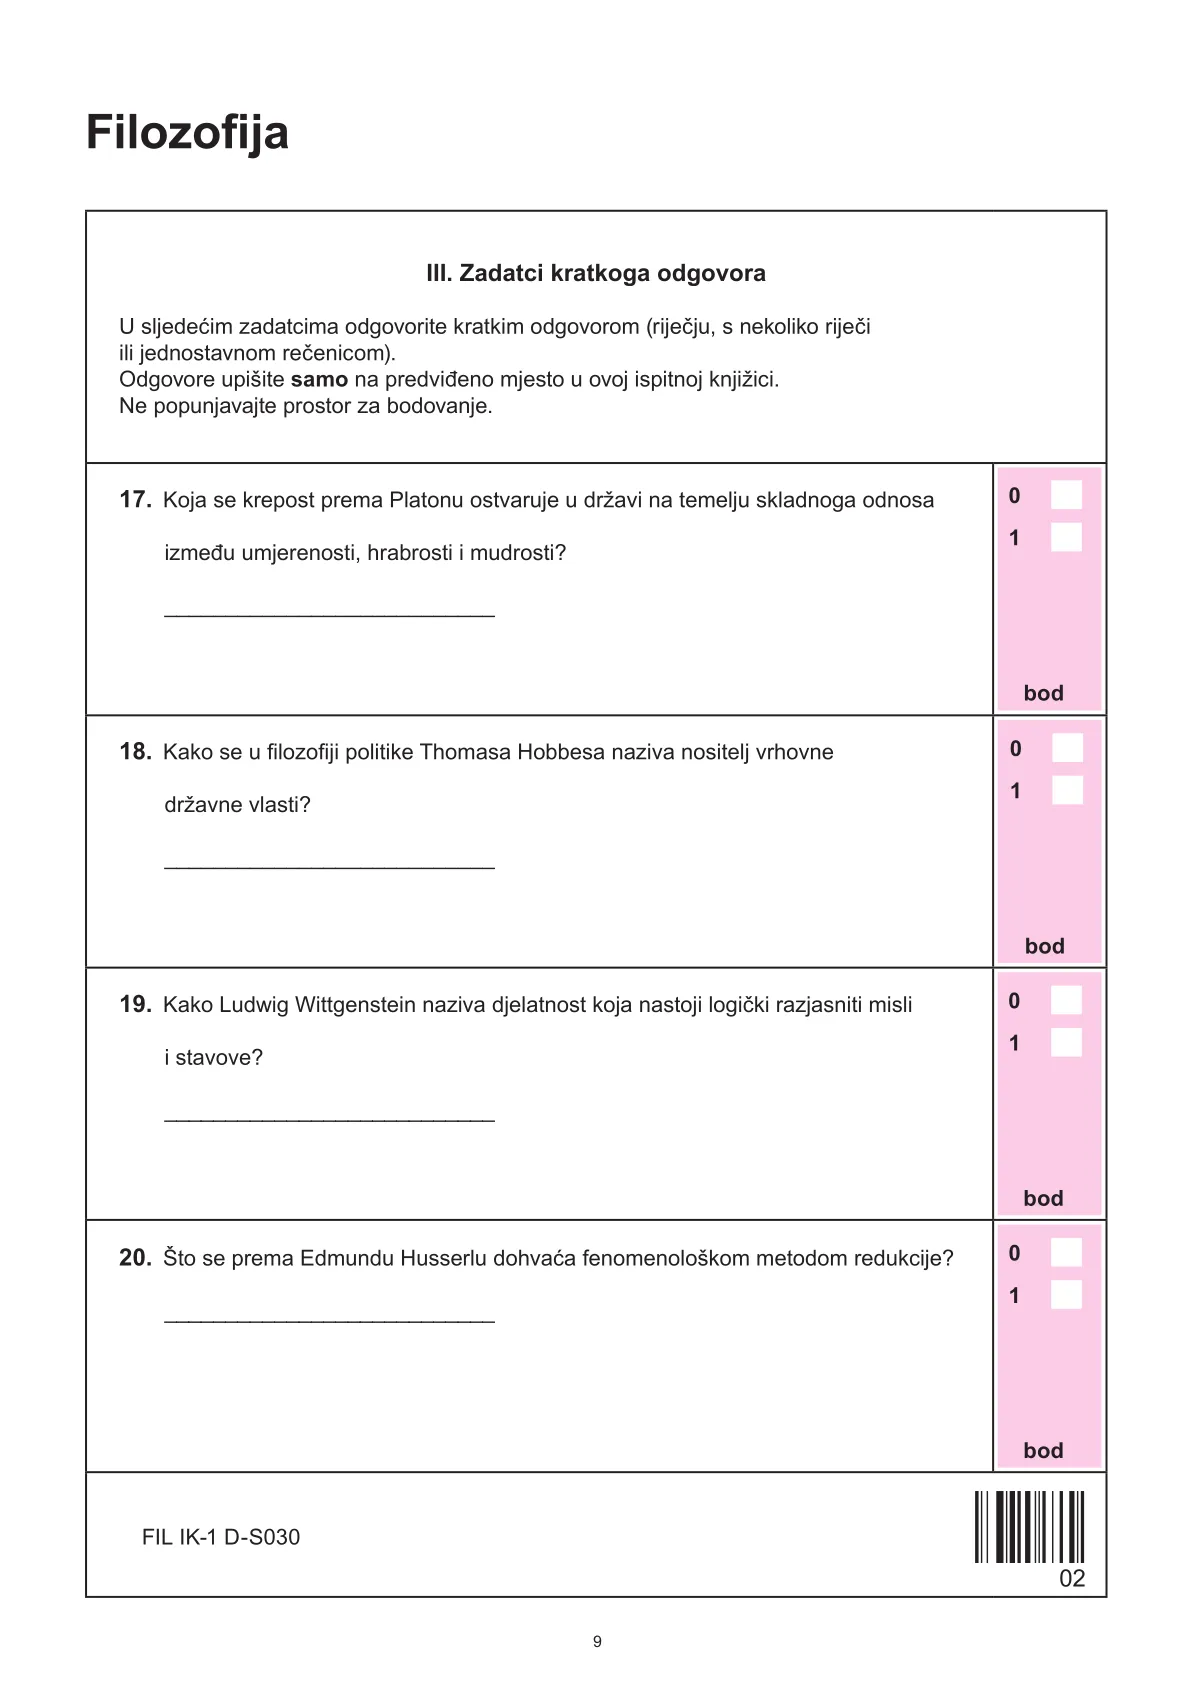 Filozofija
III. Zadatci kratkoga odgovora
U sljedećim zadatcima odgovorite kratkim odgovorom (riječju, s nekoliko riječi
ili jednostavnom rečenicom).
Odgovore upišite samo na predviđeno mjesto u ovoj ispitnoj knjižici.
Ne popunjavajte prostor za bodovanje.
17. Koja se krepost prema Platonu ostvaruje u državi na temelju skladnoga odnosa
između umjerenosti, hrabrosti i mudrosti?
___________________________
0
1
bod
18. Kako se u filozofiji politike Thomasa Hobbesa naziva nositelj vrhovne
državne vlasti?
___________________________
0
1
bod
19. Kako Ludwig Wittgenstein naziva djelatnost koja nastoji logički razjasniti misli
i stavove?
___________________________
0
1
bod
20. Što se prema Edmundu Husserlu dohvaća fenomenološkom metodom redukcije?
___________________________
0
1
bod
FIL IK-1 D-S030
02
9